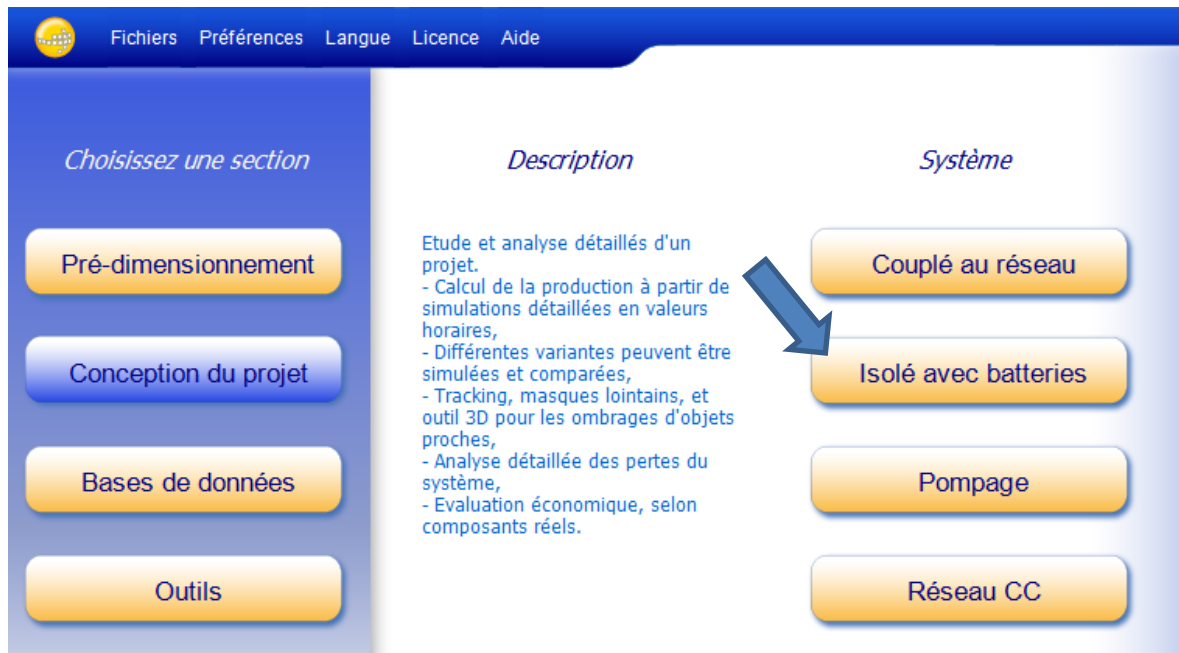 Fichiers Préférences Langue Licence Aide
Choisissez une section
Pré-dimensionnement
Conception du projet
Bases de données
Outils
Description
Etude et analyse détaillés d'un
projet.
- Calcul de la production à partir de
simulations détaillées en valeurs
horaires,
- Différentes variantes peuvent être
simulées et comparées,
- Tracking, masques lointains, et
outil 3D pour les ombrages d'objets
proches,
- Analyse détaillée des pertes du
système,
- Evaluation économique, selon
composants réels.
Système
Couplé au réseau
Isolé avec batteries
Pompage
Réseau CC